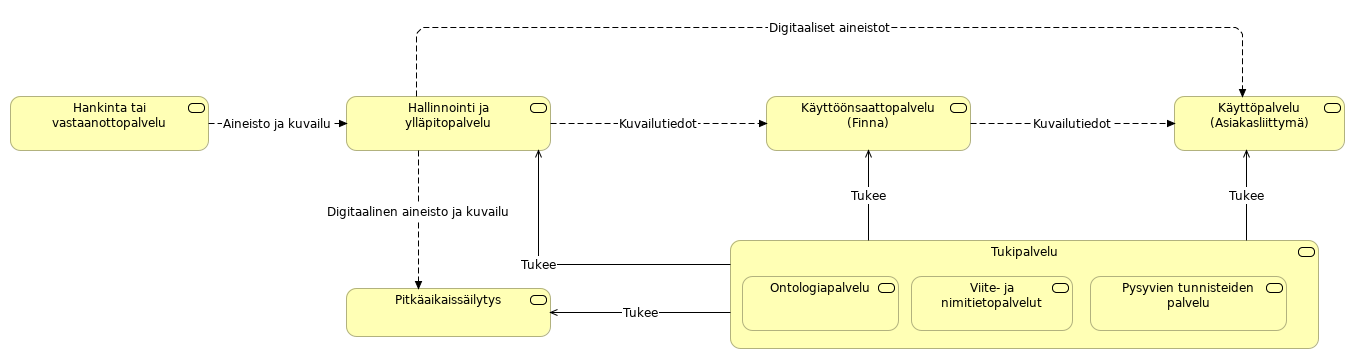 Digitaaliset aineistot
Hankinta tai
vastaanottopalvelu
Aineisto ja kuvailu
Hallinnointi ja
ylläpitopalvelu
Kuvailutiedot
Käyttöönsaattopalvelu
(Finna)
Kuvailutiedot
Käyttöpalvelu
(Asiakasliittymä)
Digitaalinen aineisto ja kuvailu
Tukee
Tukee
Tukee
Tukee
Pitkäaikaissäilytys
Tukipalvelu
Ontologiapalvelu
Viite- ja
nimitietopalvelut
Pysyvien tunnisteiden
palvelu